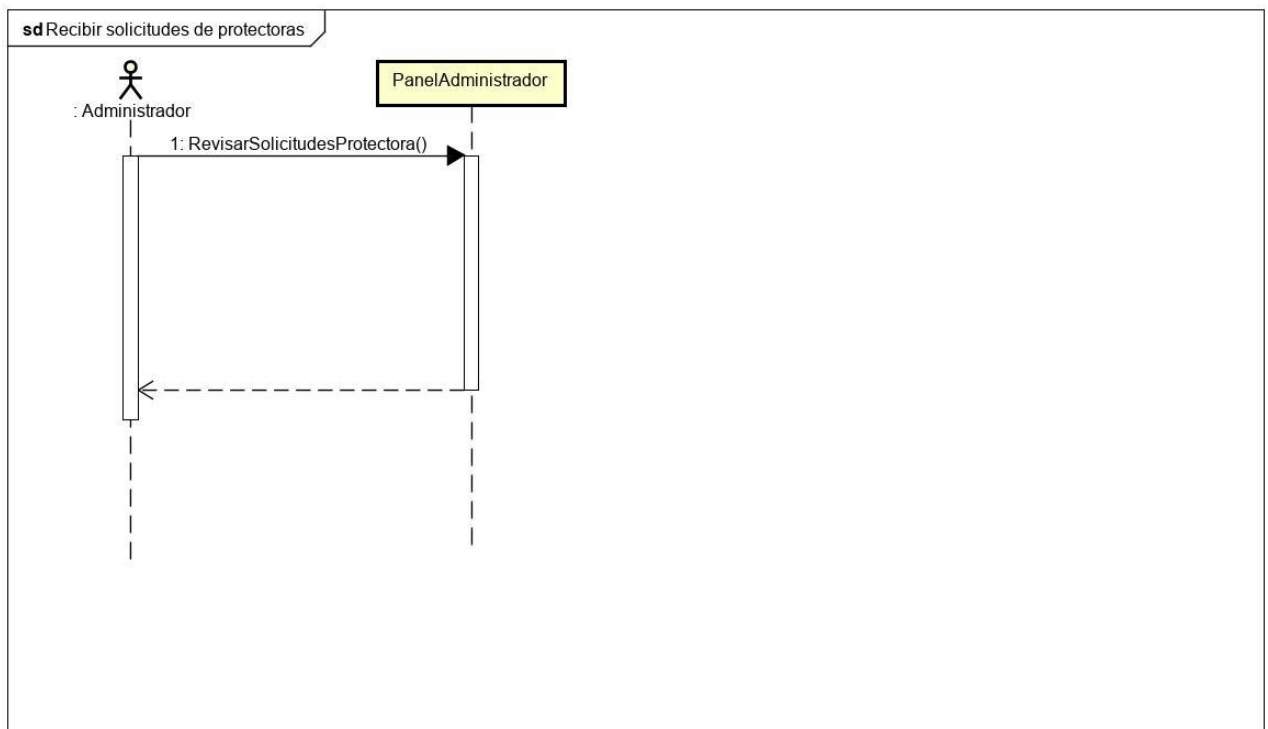 sd Recibir solicitudes de protectoras
: Administrador
PanelAdministrador
1: RevisarSolicitudesProtectora()